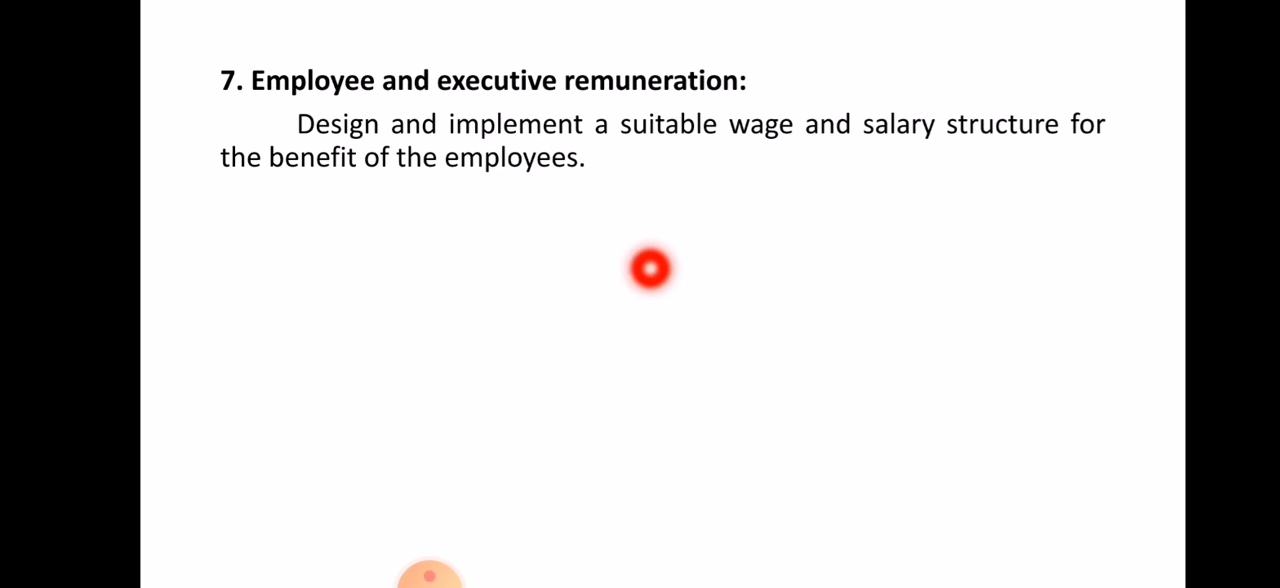 7. Employee and executive remuneration:
Design and implement a suitable wage and salary structure for
the benefit of the employees.